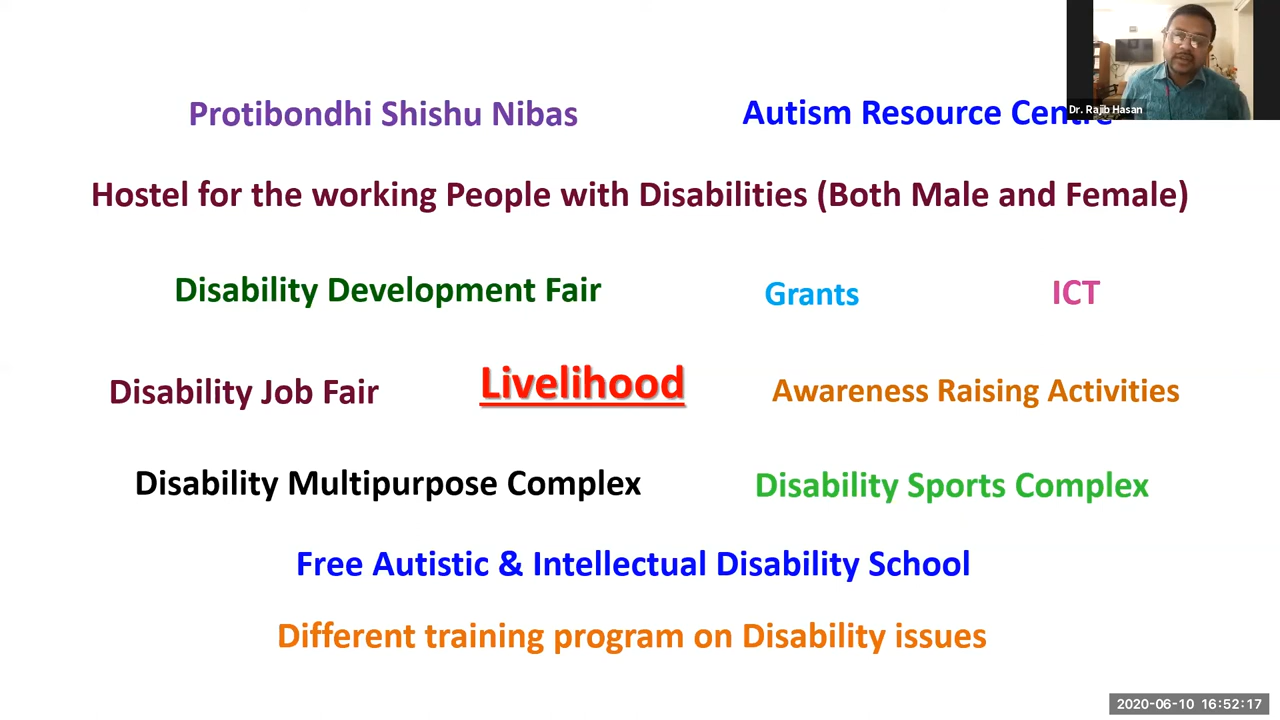 Protibondhi Shishu Nibas
Autism Resource Centre
Dr. Rajib Hasan
Hostel for the working People with Disabilities (Both Male and Female)
Disability Development Fair
Grants
ICT
Disability Job Fair
Livelihood
Awareness Raising Activities
Disability Multipurpose Complex
Disability Sports Complex
Free Autistic & Intellectual Disability School
Different training program on Disability issues
2020-06-10 16:52:17